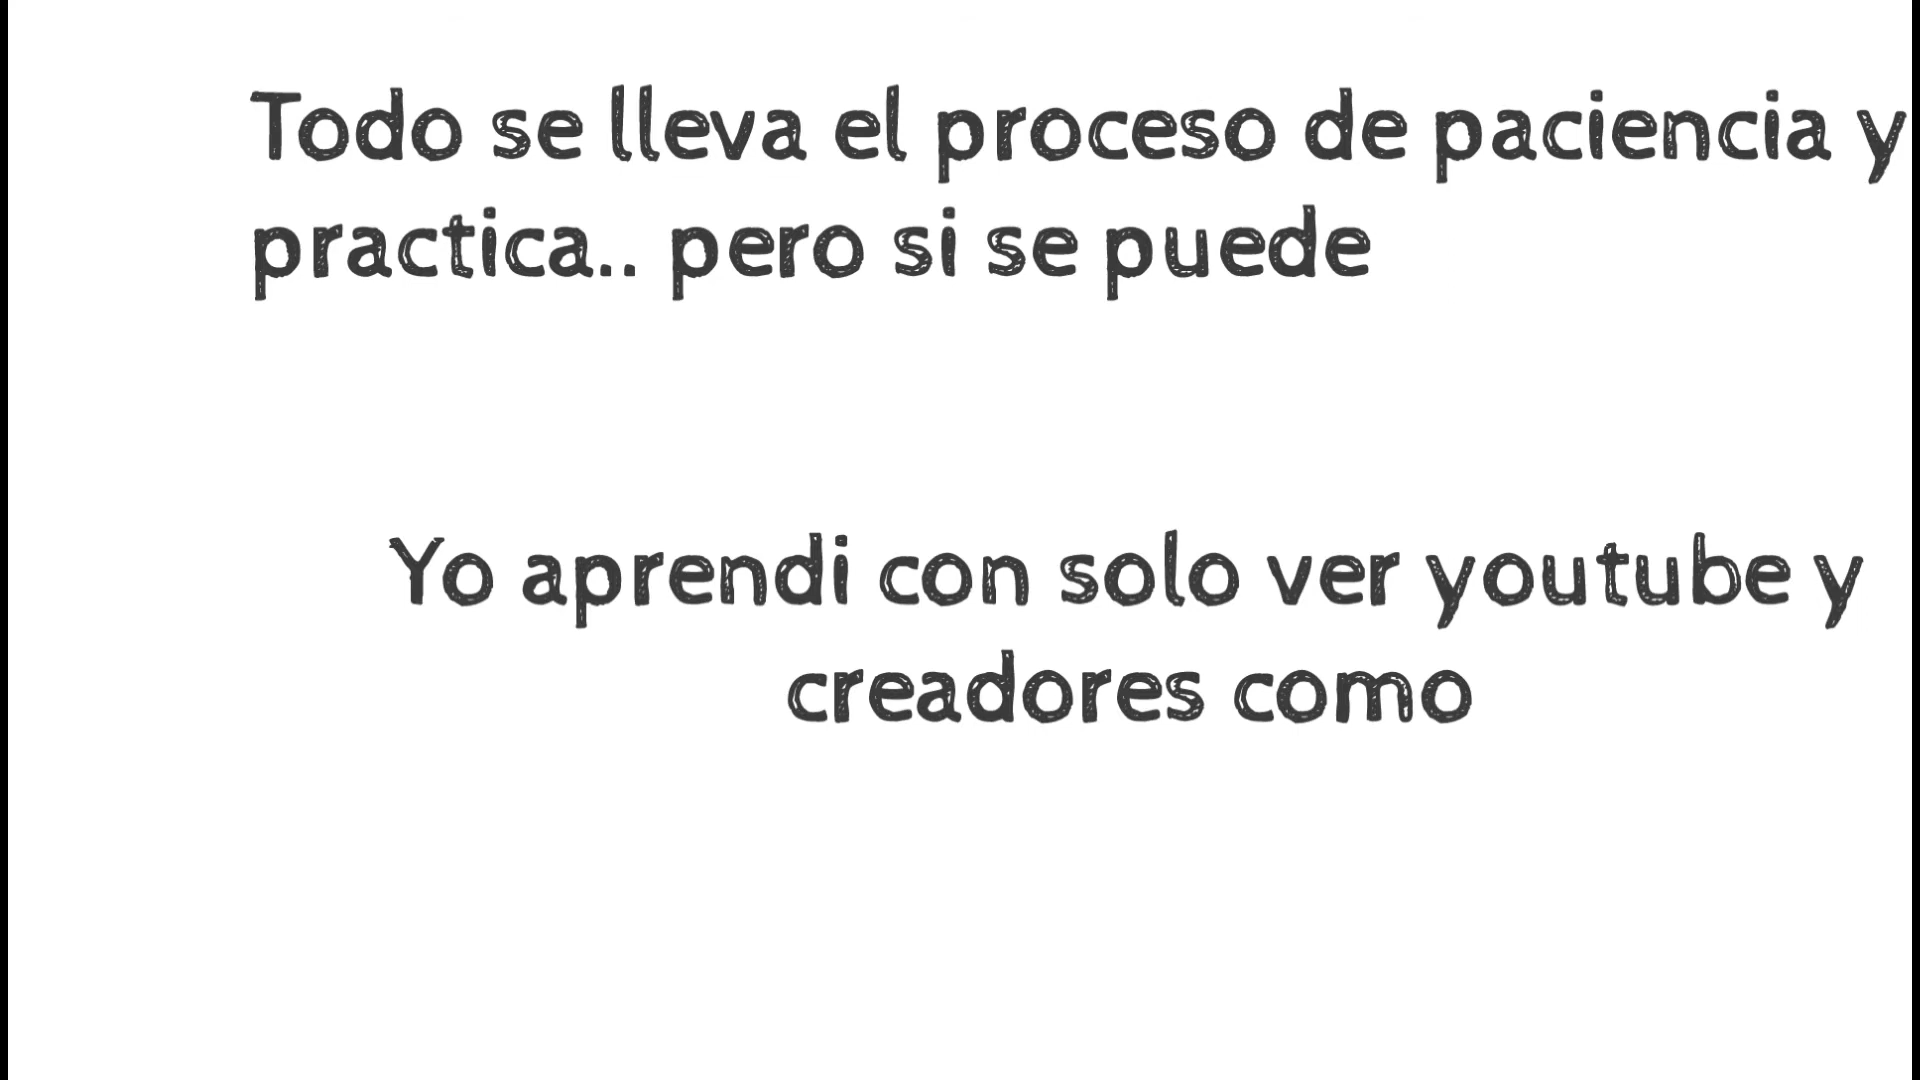 Todo se lleva el proceso de paciencia y
practica.. pero si se puede
Yo aprendi con solo ver youtube y
creadores como